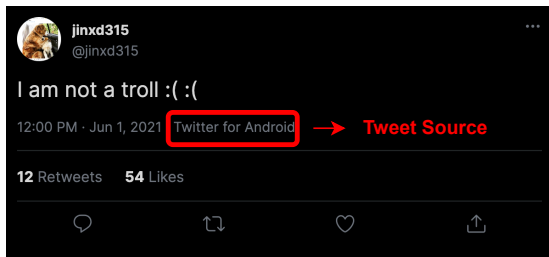 jinxd315
@jinxd315
I am not a troll :( :(
12:00 PM · Jun 1, 2021 Twitter for Android Tweet Source
12 Retweets 54 Likes